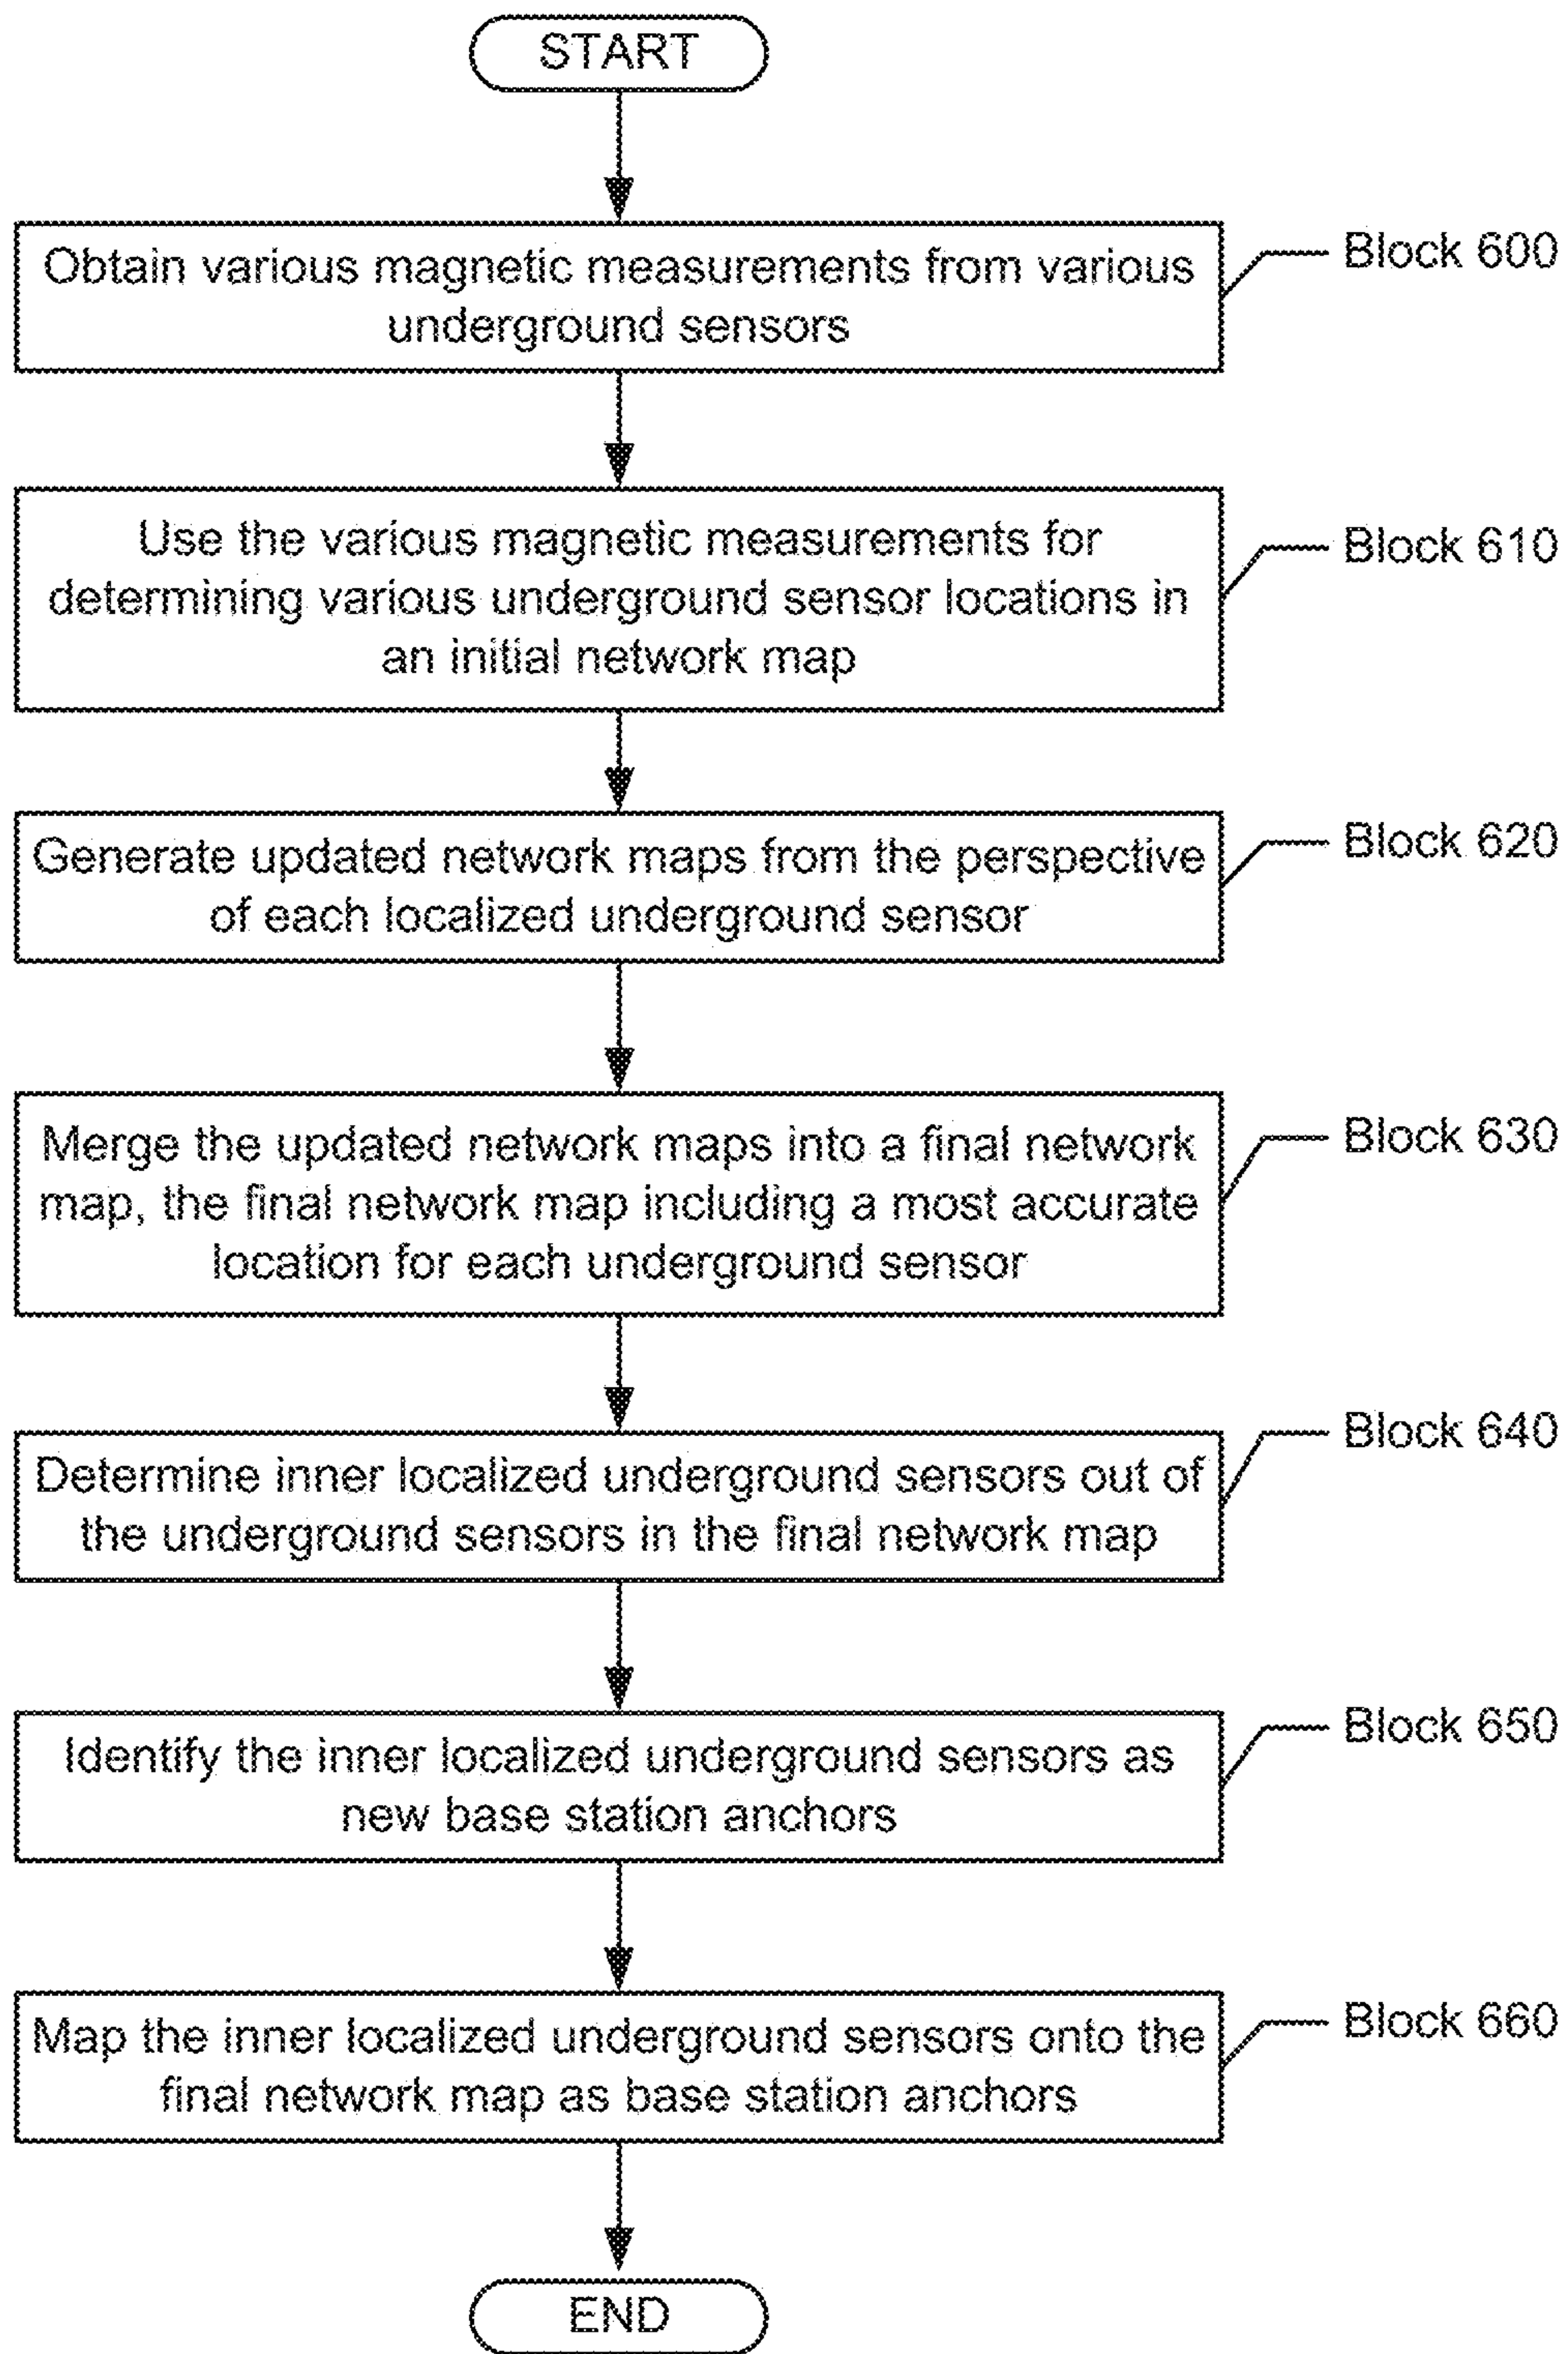 START
Obtain various magnetic measurements from various
underground sensors
Block 600
Use the various magnetic measurements for
determining various underground sensor locations in
an initial network map
Block 610
Generate updated network maps from the perspective
of each localized underground sensor
Block 620
Merge the updated network maps into a final network
map, the final network map including a most accurate
location for each underground sensor
Block 630
Determine inner localized underground sensors out of
the underground sensors in the final network map
Block 640
Identify the inner localized underground sensors as
new base station anchors
Block 650
Map the inner localized underground sensors onto the
final network map as base station anchors
Block 660
END